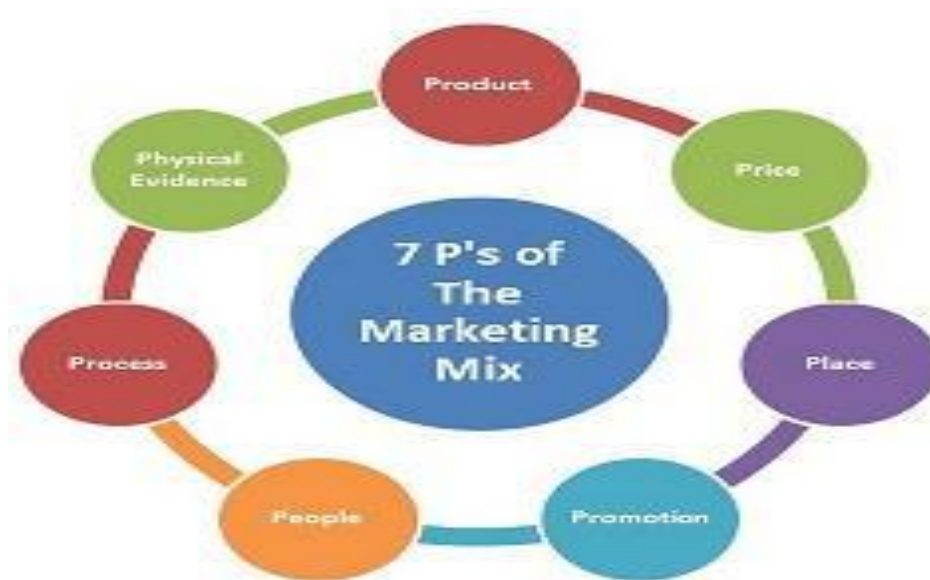 7 P's of
The
Marketing
Mix
Product
Price
Place
Promotion
People
Process
Physical
Evidence